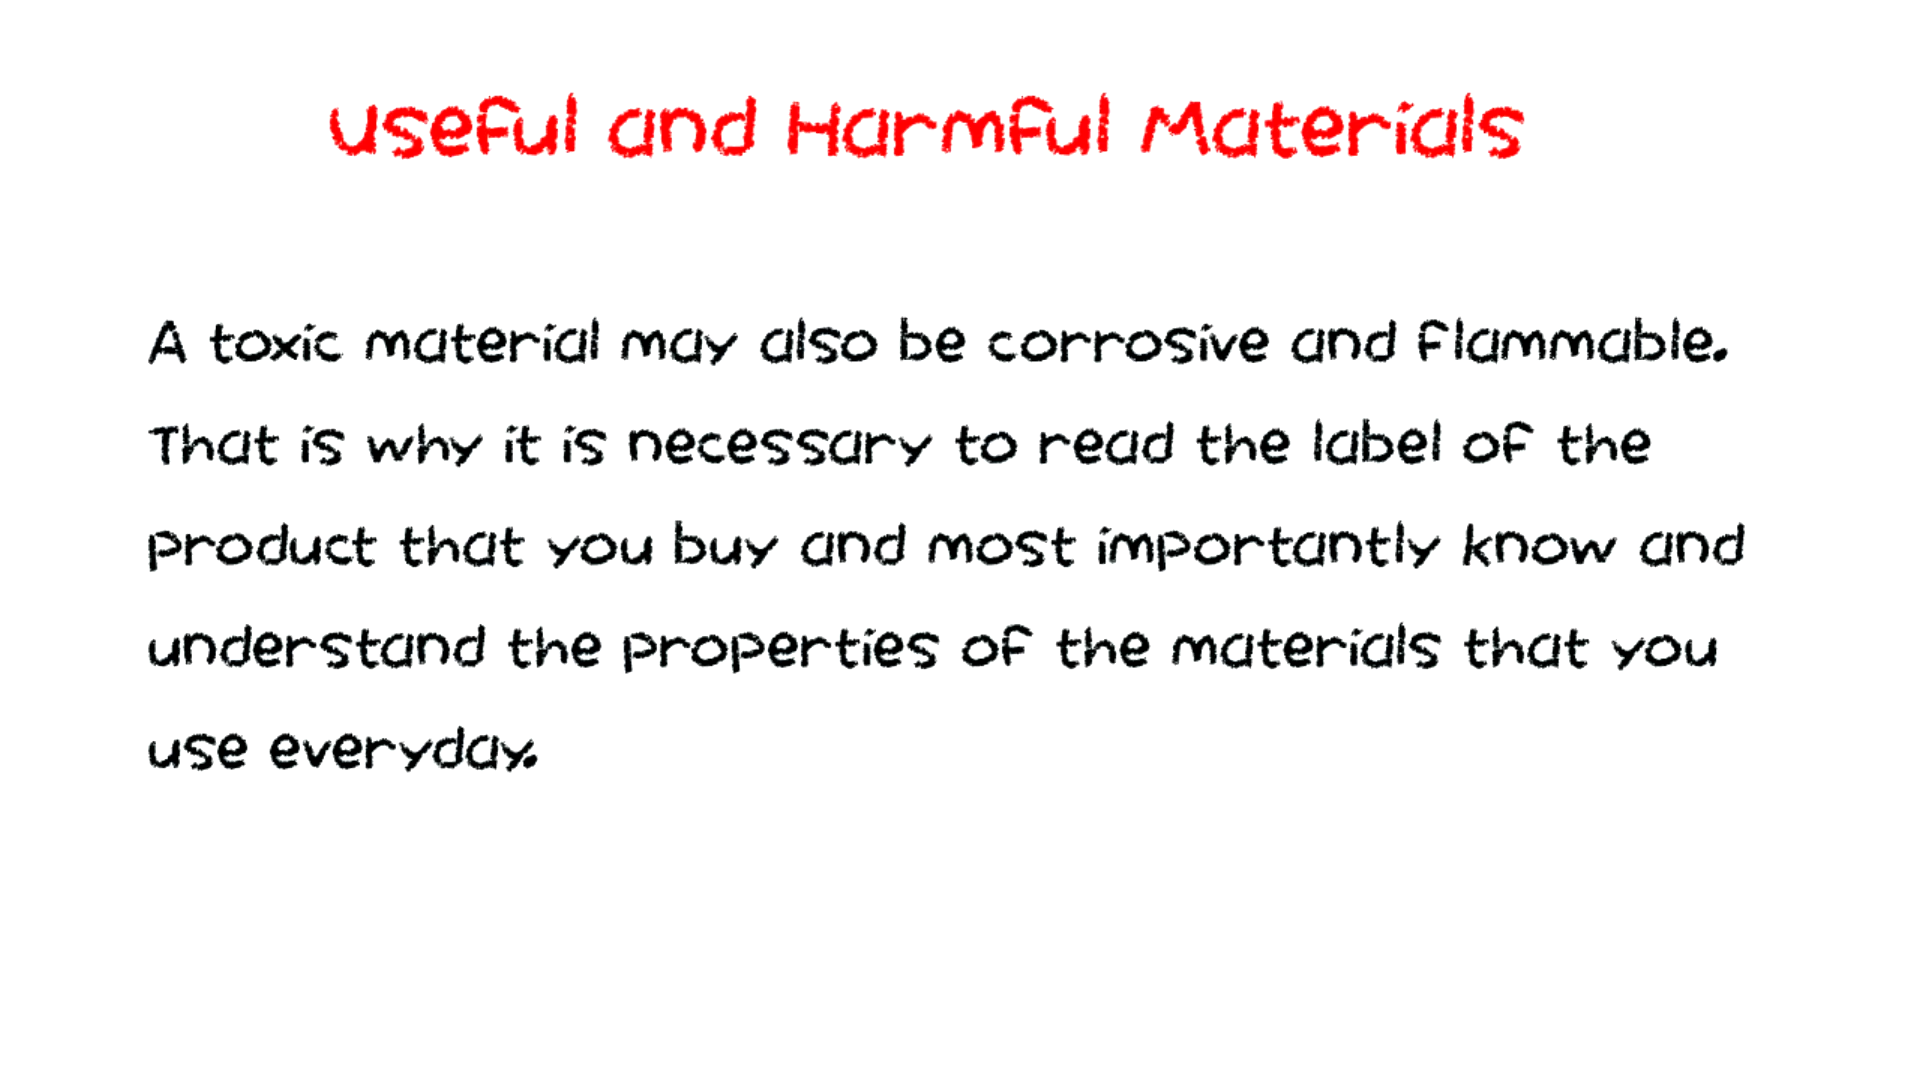 Useful and Harmful Materials
A toxic material may also be corrosive and flammable.
That is why it is necessary to read the label of the
product that you buy and most importantly know and
understand the properties of the materials that you
use everyday.